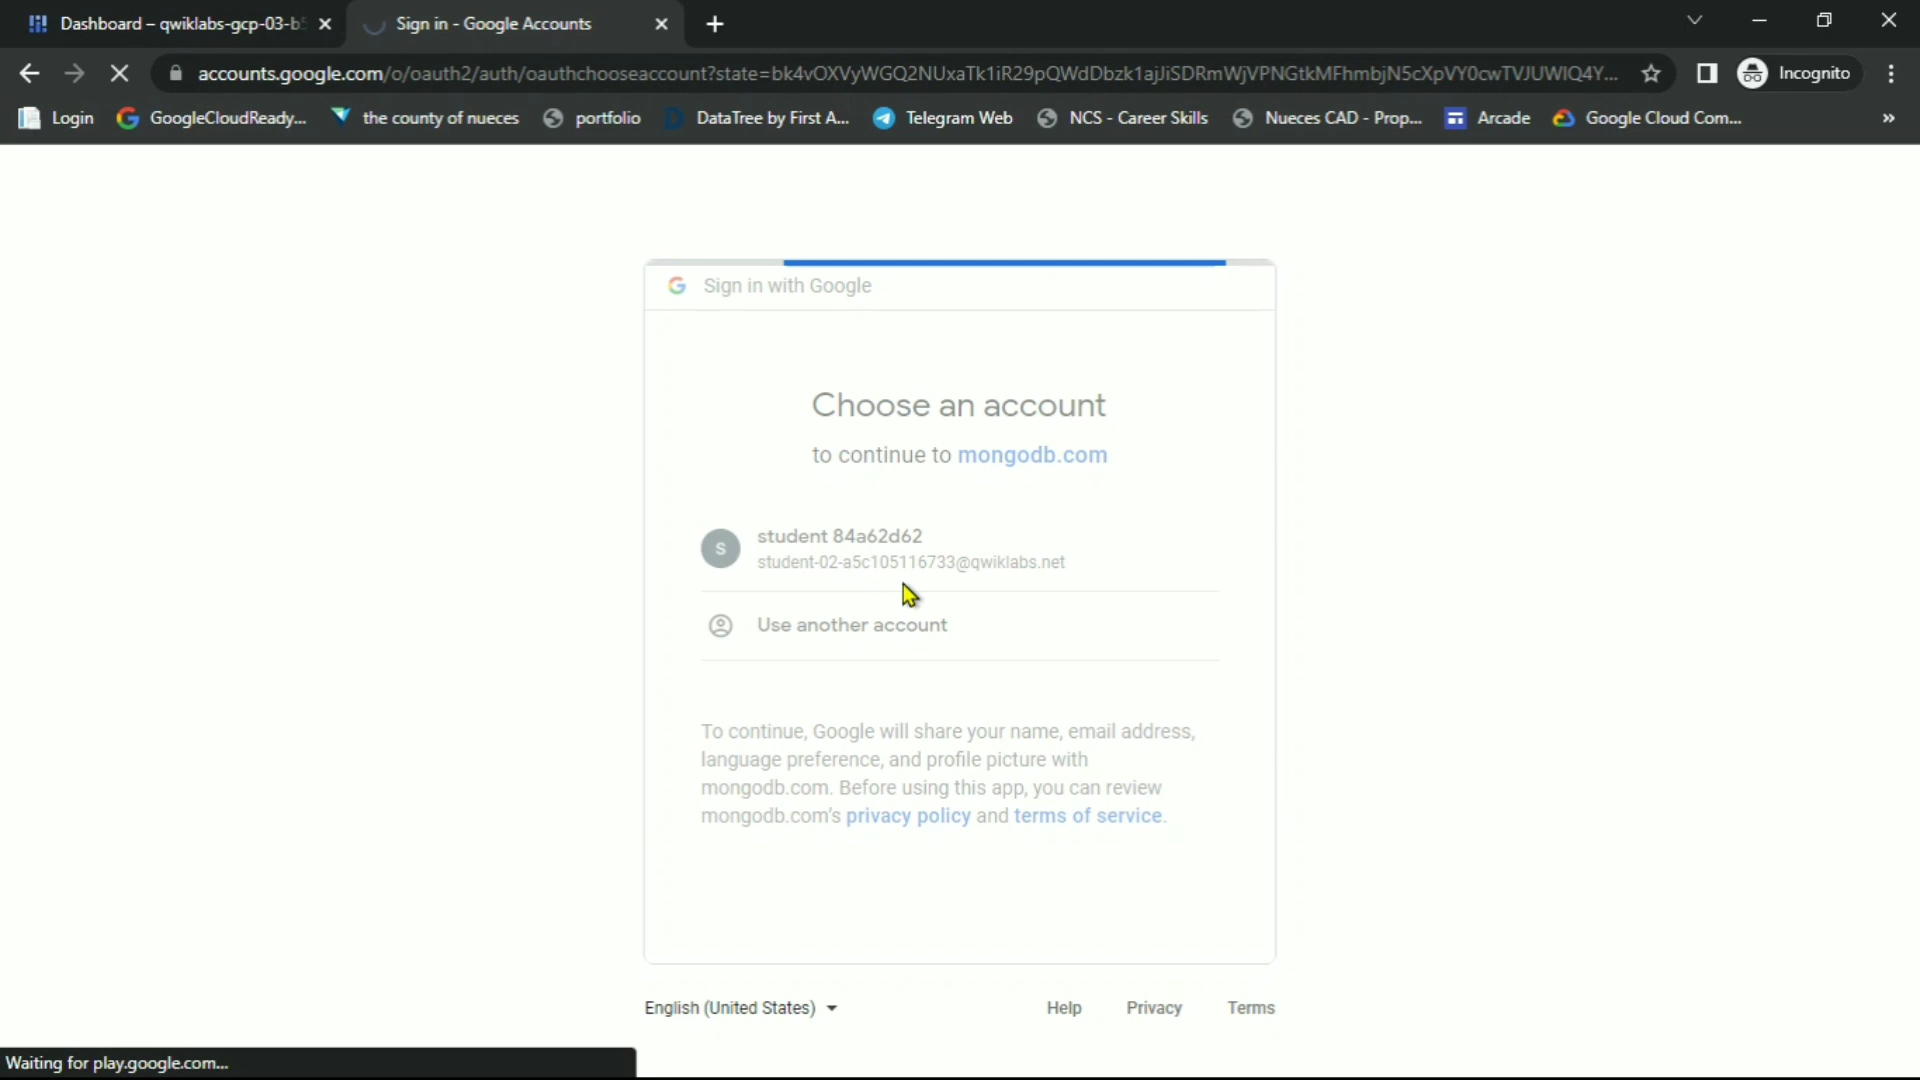 Dashboard – qwiklabs-gcp-03-b
Sign in - Google Accounts
accounts.google.com/o/oauth2/auth/oauthchooseaccount?state=bk4vOXVyWGQ2NUxaTk1iR29pQWdDbzk1ajJiSDRmWjVPNGtkMFhmbjN5cXpVY0cwTVJUWlQ4Y...
Incognito
Login
GoogleCloudReady...
the county of nueces
portfolio
DataTree by First A...
Telegram Web
NCS - Career Skills
Nueces CAD - Prop...
Arcade
Google Cloud Com...
»
G Sign in with Google
Choose an account
to continue to mongodb.com
S
student 84a62d62
student-02-a5c105116733@qwiklabs.net
Use another account
To continue, Google will share your name, email address,
language preference, and profile picture with
mongodb.com. Before using this app, you can review
mongodb.com's privacy policy and terms of service.
English (United States)
Help
Privacy
Terms
Waiting for play.google.com...